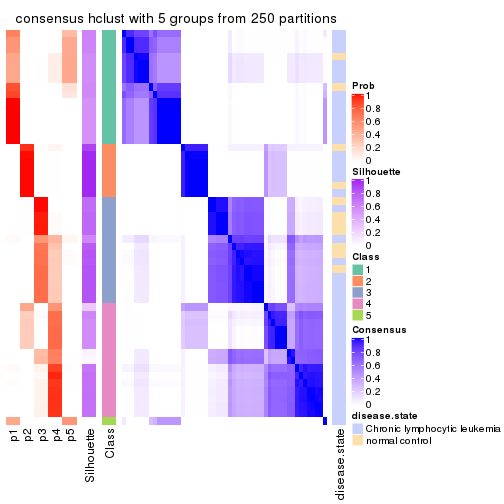 consensus hclust with 5 groups from 250 partitions
Prob
1
0.8
0.6
0.4
0.2
0
Silhouette
1
0.8
0.6
0.4
0.2
0
Class
1
2
3
4
5
Consensus
1
0.8
0.6
0.4
0.2
0
disease.state
Chronic lymphocytic leukemia
normal control
p1
p2
p3
p4
p5
Silhouette
Class
disease.state